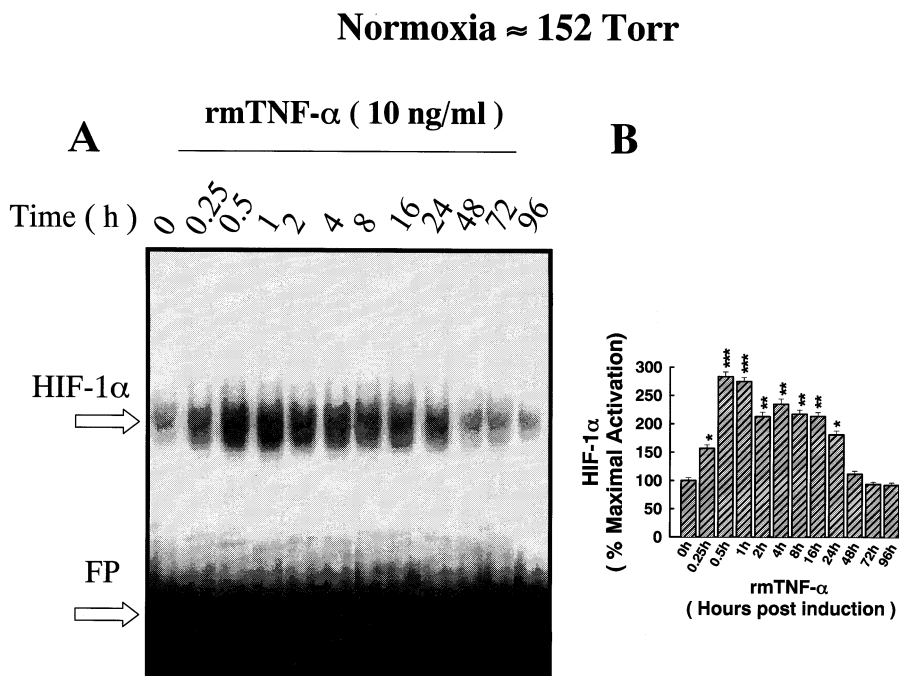 Normoxia ≈ 152 Torr
A
rmTNF-α ( 10 ng/ml )
Time ( h )
0 0.25 0.5 1 2 4 8 16 24 48 72 96
HIF-1α
FP
B
HIF-1α
( % Maximal Activation)
300
250
200
150
100
50
0
* *** *** ** ** ** ** *
0h 0.25h 0.5h 1h 2h 4h 8h 16h 24h 48h 72h 96h
rmTNF-α
( Hours post induction )